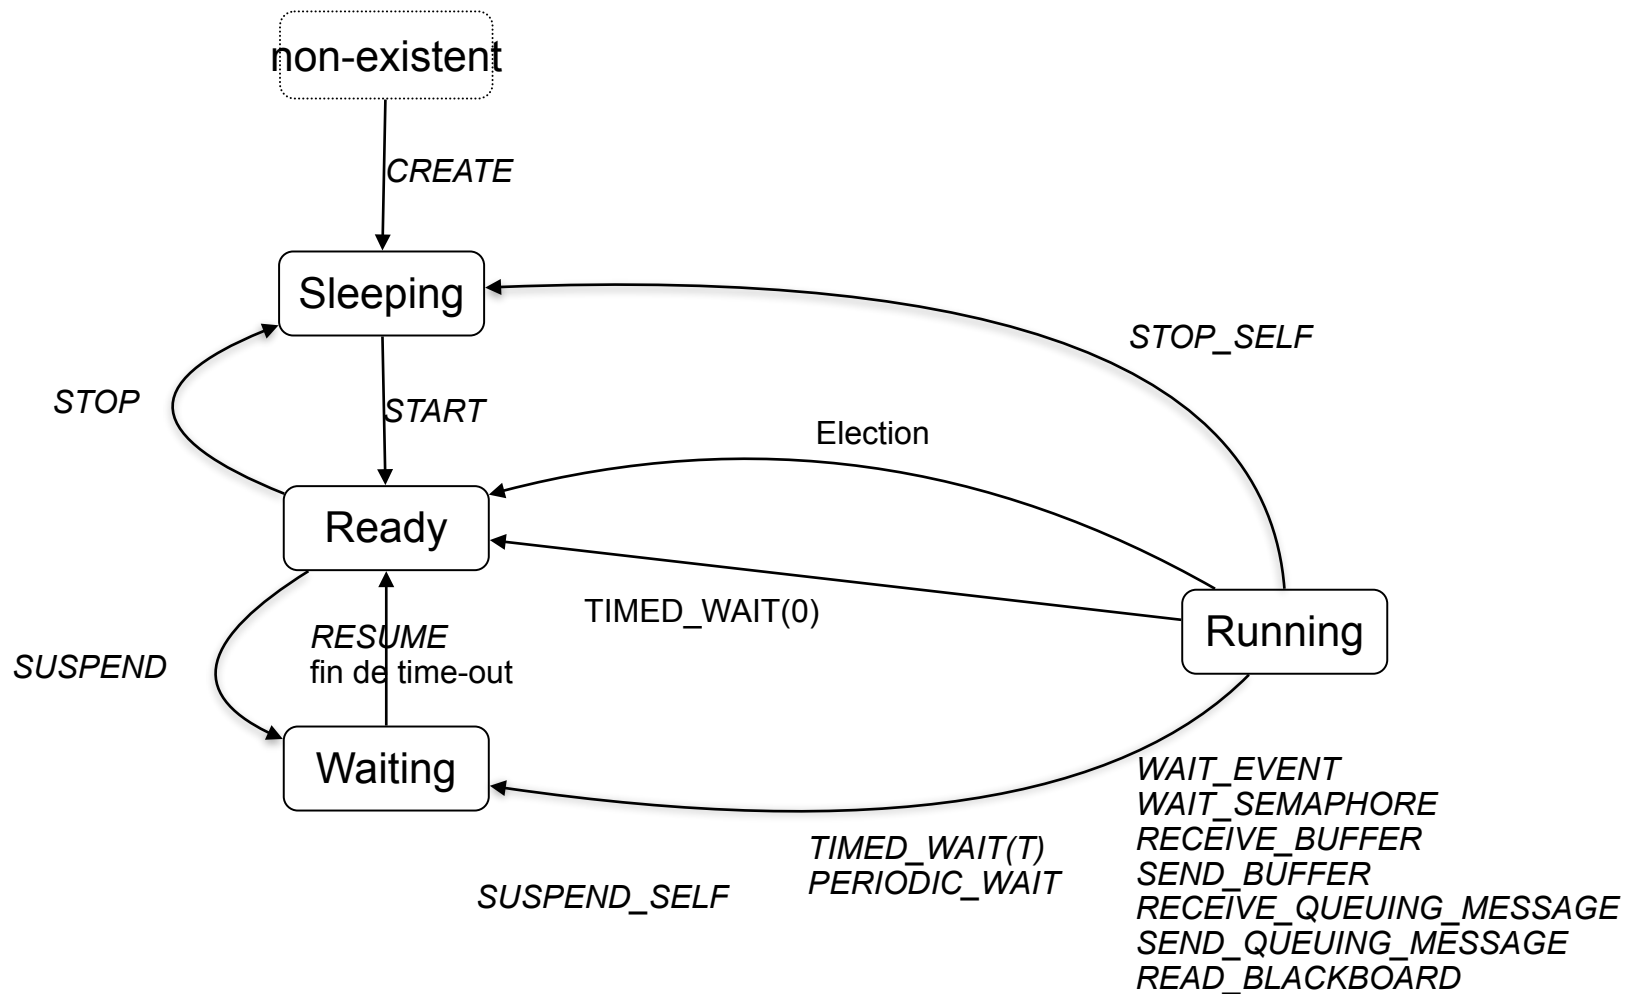 non-existent
CREATE
Sleeping
STOP_SELF
STOP
START
Election
Ready
TIMED_WAIT(0)
Running
RESUME
fin de time-out
SUSPEND
Waiting
WAIT_EVENT
WAIT_SEMAPHORE
RECEIVE_BUFFER
SEND_BUFFER
RECEIVE_QUEUING_MESSAGE
SEND_QUEUING_MESSAGE
READ_BLACKBOARD
TIMED_WAIT(T)
PERIODIC_WAIT
SUSPEND_SELF